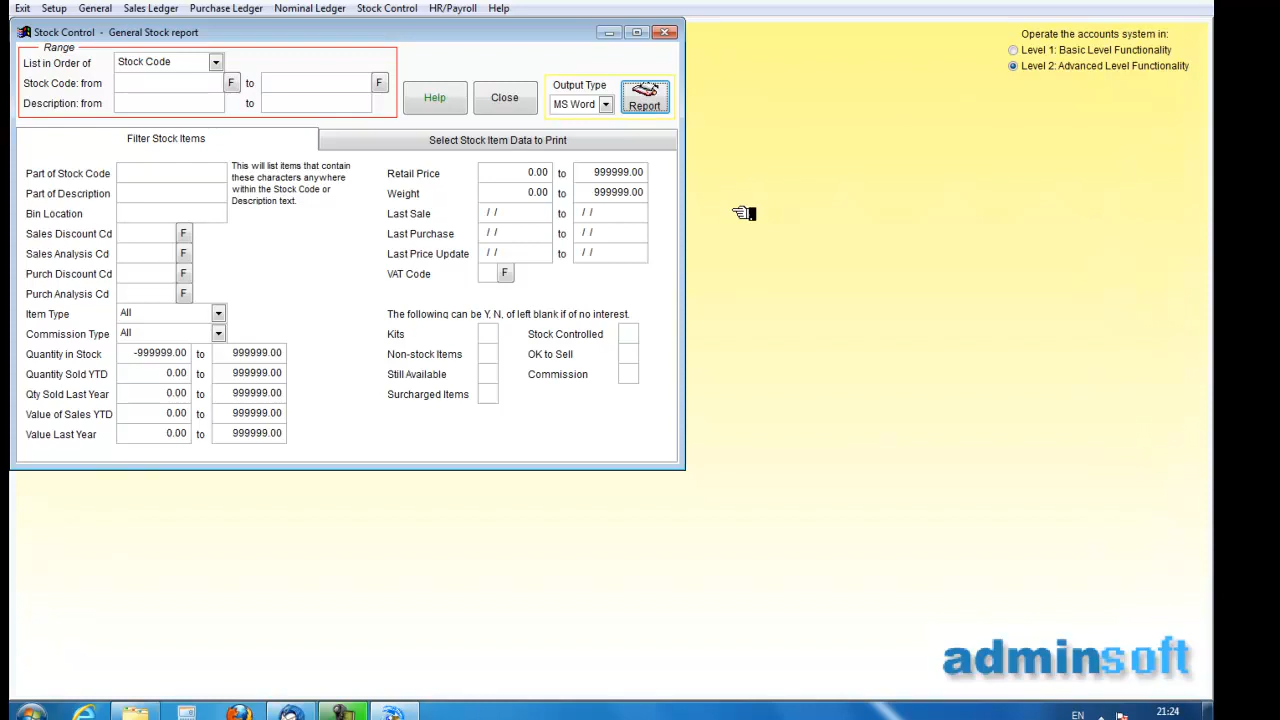 Exit Setup General Sales Ledger Purchase Ledger Nominal Ledger Stock Control HR/Payroll Help
Stock Control - General Stock report
Operate the accounts system in:
Level 1: Basic Level Functionality
Level 2: Advanced Level Functionality
Range
List in Order of Stock Code
Stock Code: from F to F
Description: from to
Help
Close
Output Type
MS Word
Report
Filter Stock Items
Select Stock Item Data to Print
Part of Stock Code
Part of Description
This will list items that contain
these characters anywhere
within the Stock Code or
Description text.
Bin Location
Sales Discount Cd F
Sales Analysis Cd F
Purch Discount Cd F
Purch Analysis Cd F
Item Type All
Commission Type All
Quantity in Stock -999999.00 to 999999.00
Quantity Sold YTD 0.00 to 999999.00
Qty Sold Last Year 0.00 to 999999.00
Value of Sales YTD 0.00 to 999999.00
Value Last Year 0.00 to 999999.00
Retail Price 0.00 to 999999.00
Weight 0.00 to 999999.00
Last Sale / / to / /
Last Purchase / / to / /
Last Price Update / / to / /
VAT Code F
The following can be Y, N, of left blank if of no interest.
Kits Stock Controlled
Non-stock Items OK to Sell
Still Available Commission
Surcharged Items
adminsoft
EN 21:24